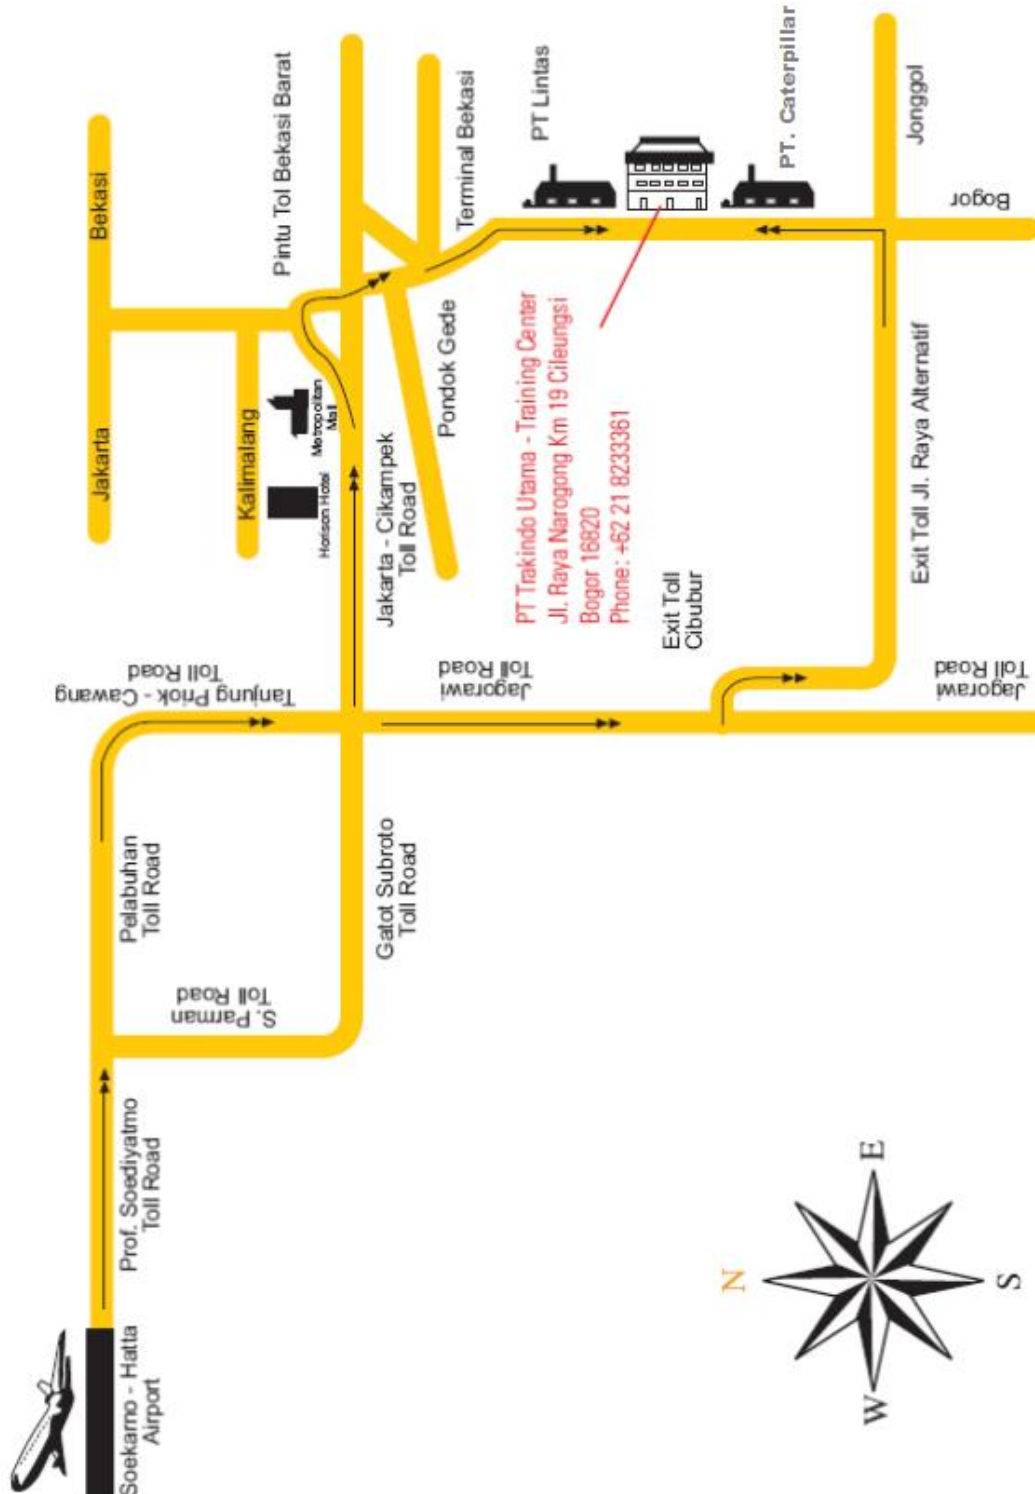 Soekarno - Hatta
Airport
Prof. Soediyatmo
Toll Road
S. Parman
Toll Road
Pelabuhan
Toll Road
Gatot Subroto
Toll Road
Tanjung Priok - Cawang
Toll Road
Jagorawi
Toll Road
Jagorawi
Toll Road
Jakarta
Bekasi
Kalimalang
Horison Hotel
Metropolitan
Mall
Jakarta - Cikampek
Toll Road
Pintu Tol Bekasi Barat
Pondok Gede
Terminal Bekasi
PT Lintas
PT. Caterpillar
PT Trakindo Utama - Training Center
Jl. Raya Narogong Km 19 Cileungsi
Bogor 16820
Phone: +62 21 8233361
Exit Toll
Cibubur
Exit Toll Jl. Raya Alternatif
Jonggol
Bogor
N
E
S
W